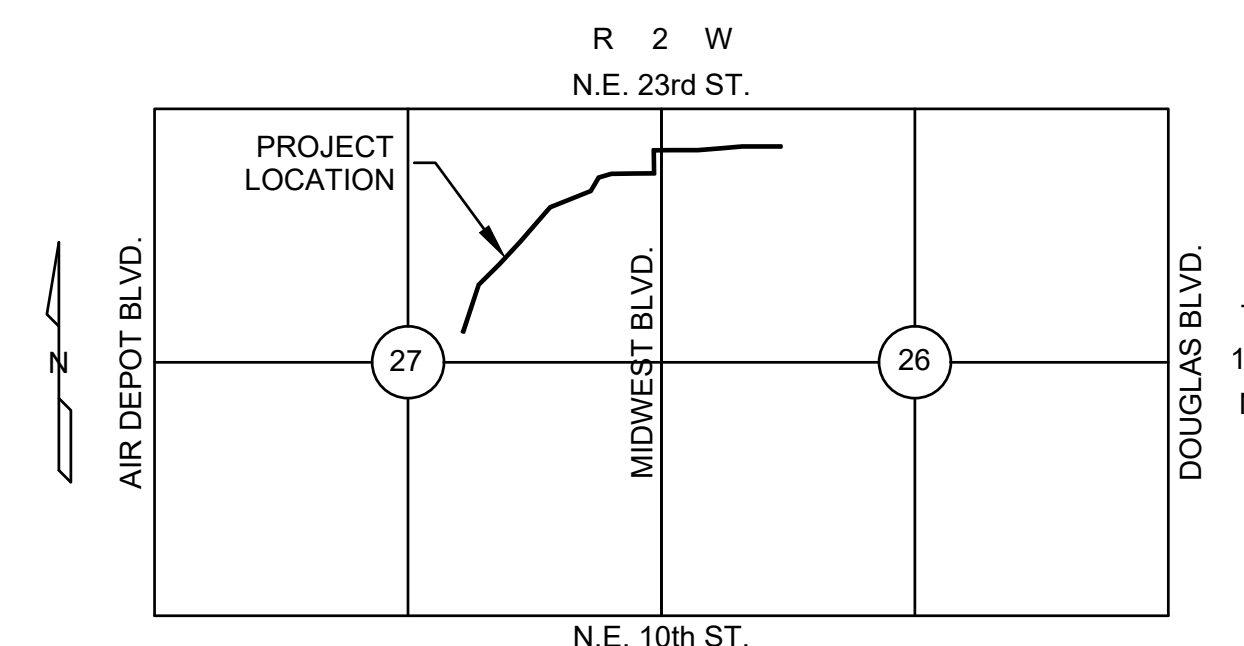 R 2 W
N.E. 23rd ST.
PROJECT
LOCATION
AIR DEPOT BLVD.
MIDWEST BLVD.
DOUGLAS BLVD.
N
27
26
1
N.E. 10th ST.